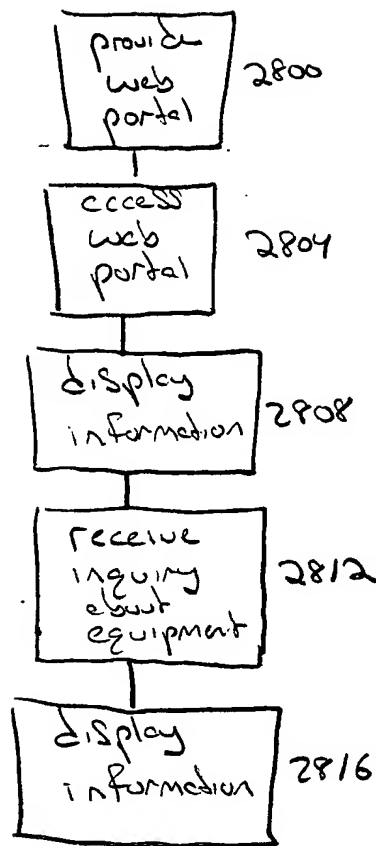 provide
web
portal
2800
access
web
portal
2804
display
information
2808
receive
inquiry
about
equipment
2812
display
information
2816